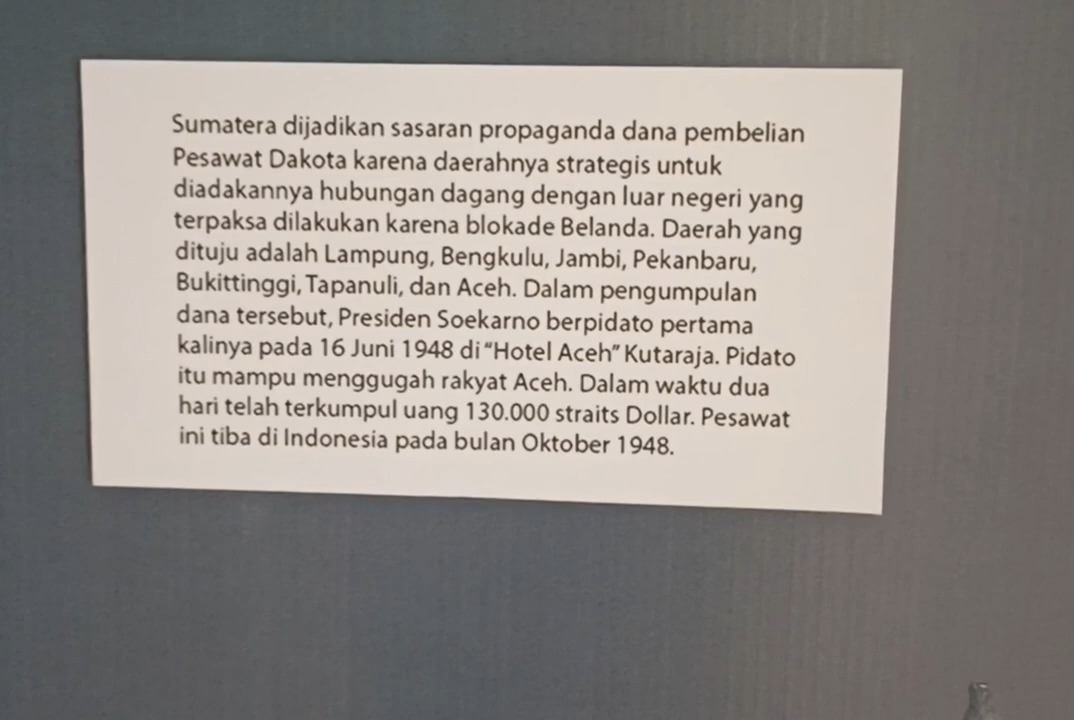 Sumatera dijadikan sasaran propaganda dana pembelian
Pesawat Dakota karena daerahnya strategis untuk
diadakannya hubungan dagang dengan luar negeri yang
terpaksa dilakukan karena blokade Belanda. Daerah yang
dituju adalah Lampung, Bengkulu, Jambi, Pekanbaru,
Bukittinggi, Tapanuli, dan Aceh. Dalam pengumpulan
dana tersebut, Presiden Soekarno berpidato pertama
kalinya pada 16 Juni 1948 di “Hotel Aceh” Kutaraja. Pidato
itu mampu menggugah rakyat Aceh. Dalam waktu dua
hari telah terkumpul uang 130.000 straits Dollar. Pesawat
ini tiba di Indonesia pada bulan Oktober 1948.